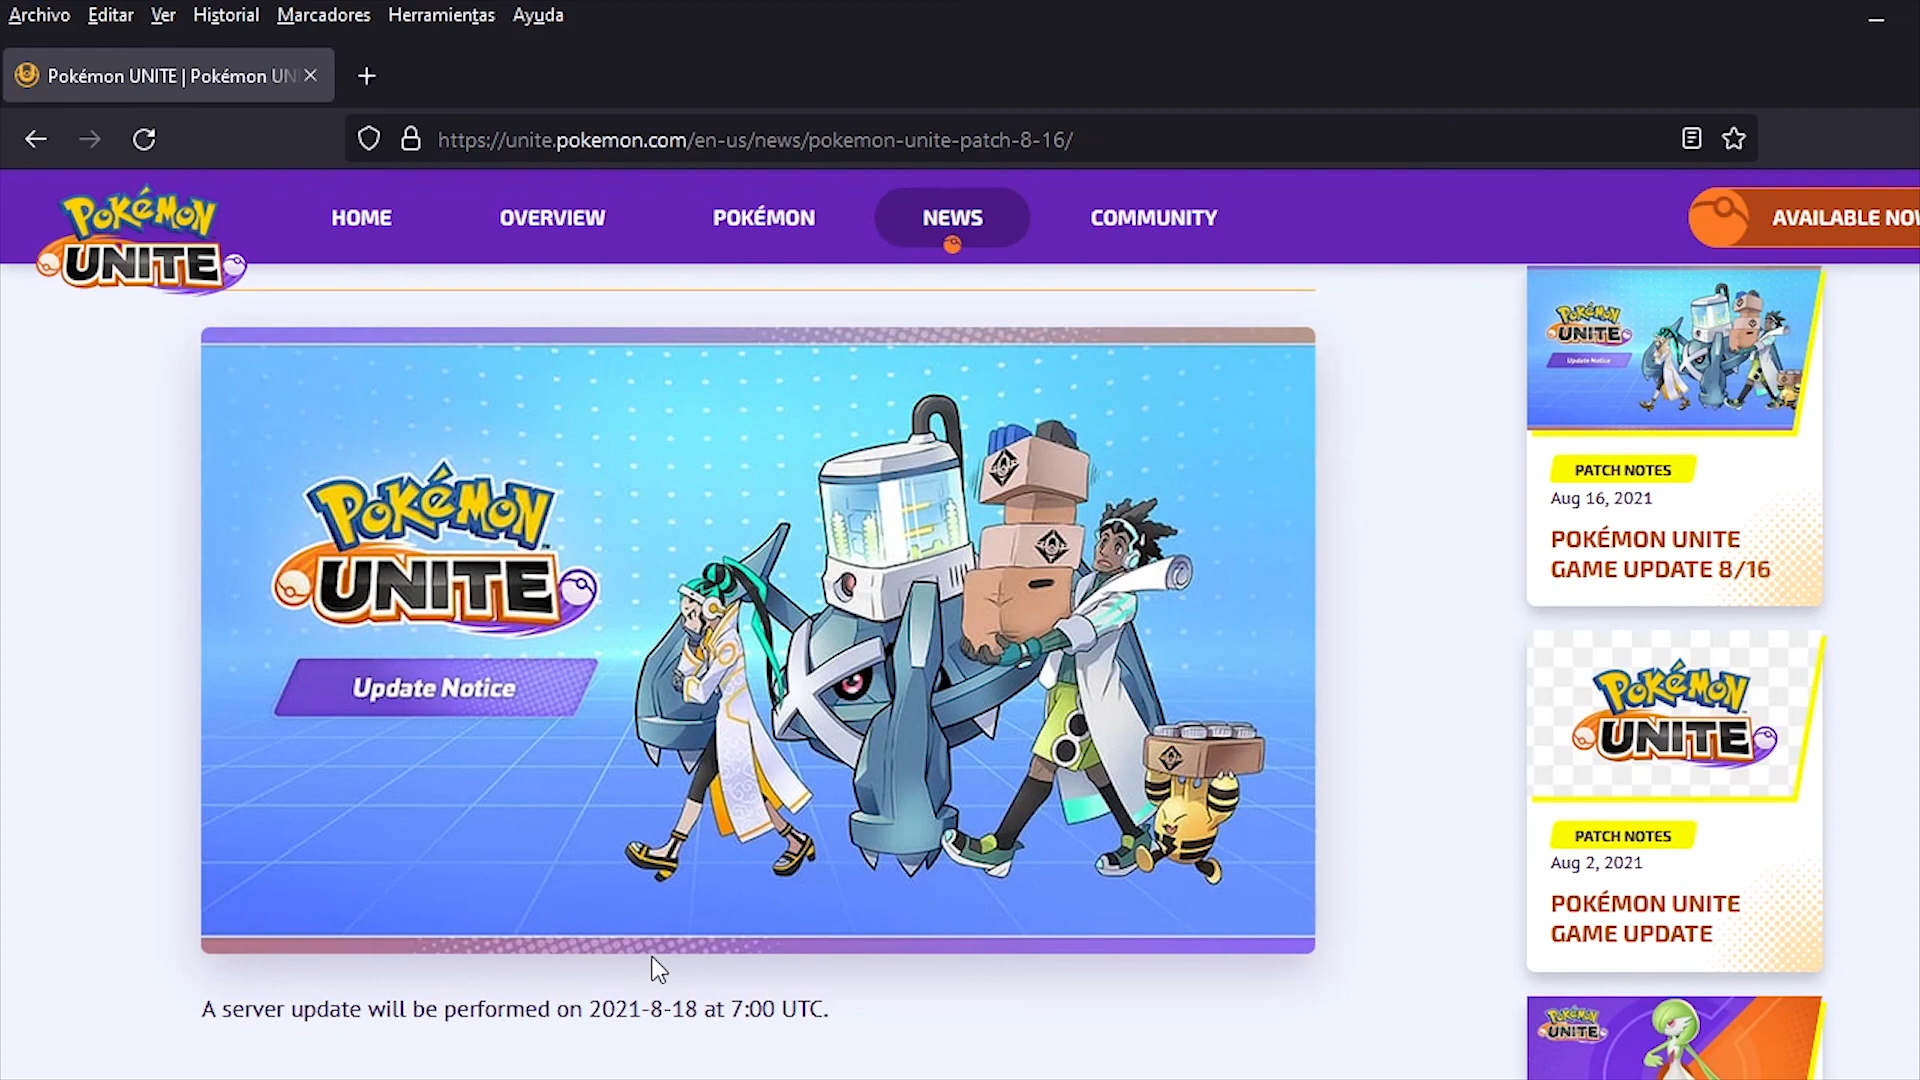 Archivo Editar Ver Historial Marcadores Herramientas Ayuda
Pokémon UNITE | Pokémon UN
https://unite.pokemon.com/en-us/news/pokemon-unite-patch-8-16/
POKÉMON
UNITE
HOME OVERVIEW POKÉMON NEWS COMMUNITY AVAILABLE NOW
POKÉMON
UNITE
Update Notice
A server update will be performed on 2021-8-18 at 7:00 UTC.
POKÉMON
UNITE
Update Notice
PATCH NOTES
Aug 16, 2021
POKÉMON UNITE
GAME UPDATE 8/16
POKÉMON
UNITE
PATCH NOTES
Aug 2, 2021
POKÉMON UNITE
GAME UPDATE
POKÉMON
UNITE